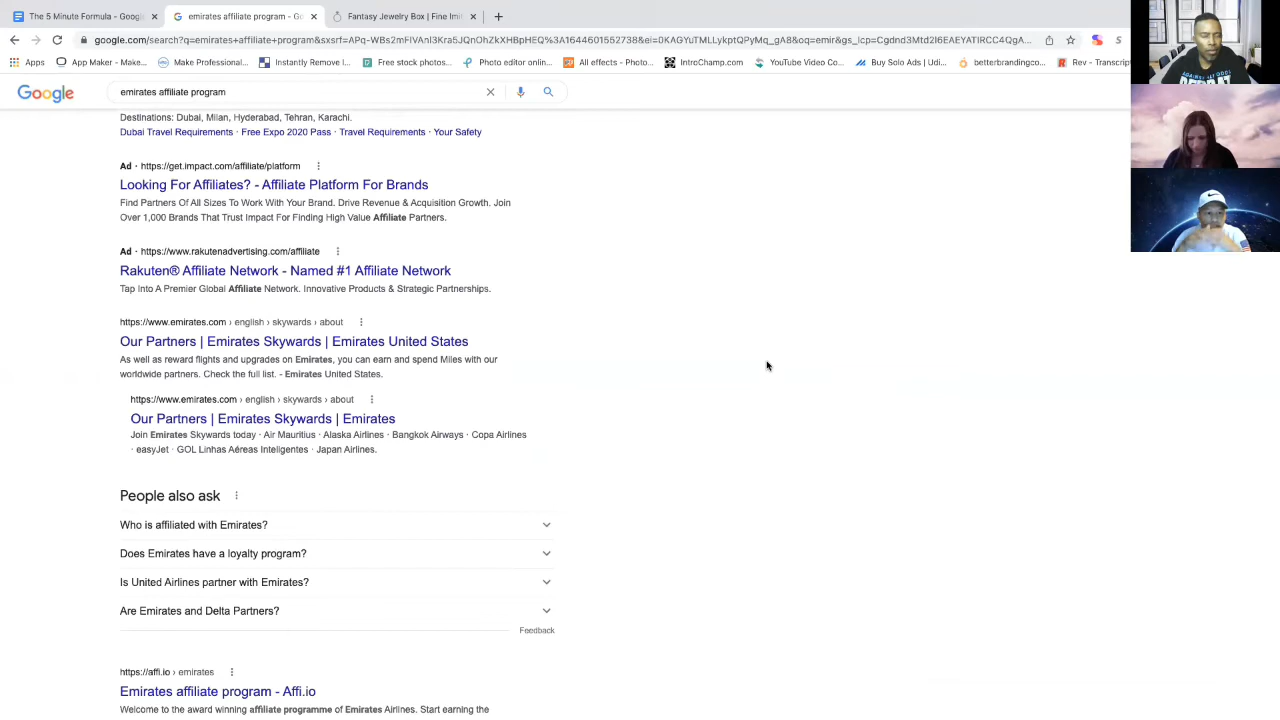 The 5 Minute Formula - Google
emirates affiliate program - Go
Fantasy Jewelry Box | Fine Imi
google.com/search?q=emirates+affiliate+program&sxsrf=APq-WBs2mFIVAnI3Kra5JQnOhZkXHBpHEQ%3A1644601552738&ei=0KAGYuTMLLykptQPyMq_gA8&oq=emir&gs_lcp=Cgdnd3Mtd2l6EAEYATIRCC4QgA...
Apps
App Maker - Make...
Make Professional...
Instantly Remove I...
Free stock photos...
Photo editor onlin...
All effects - Photo...
IntroChamp.com
YouTube Video Co...
Buy Solo Ads | Udi...
betterbrandingco...
Rev - Transcript
Google
emirates affiliate program
Destinations: Dubai, Milan, Hyderabad, Tehran, Karachi.
Dubai Travel Requirements · Free Expo 2020 Pass · Travel Requirements · Your Safety
Ad · https://get.impact.com/affiliate/platform
Looking For Affiliates? - Affiliate Platform For Brands
Find Partners Of All Sizes To Work With Your Brand. Drive Revenue & Acquisition Growth. Join
Over 1,000 Brands That Trust Impact For Finding High Value Affiliate Partners.
Ad · https://www.rakutenadvertising.com/affiliate
Rakuten® Affiliate Network - Named #1 Affiliate Network
Tap Into A Premier Global Affiliate Network. Innovative Products & Strategic Partnerships.
https://www.emirates.com › english › skywards › about
Our Partners | Emirates Skywards | Emirates United States
As well as reward flights and upgrades on Emirates, you can earn and spend Miles with our
worldwide partners. Check the full list. - Emirates United States.
https://www.emirates.com › english › skywards › about
Our Partners | Emirates Skywards | Emirates
Join Emirates Skywards today · Air Mauritius · Alaska Airlines · Bangkok Airways · Copa Airlines
· easyJet · GOL Linhas Aéreas Inteligentes · Japan Airlines.
People also ask
Who is affiliated with Emirates?
Does Emirates have a loyalty program?
Is United Airlines partner with Emirates?
Are Emirates and Delta Partners?
Feedback
https://affi.io › emirates
Emirates affiliate program - Affi.io
Welcome to the award winning affiliate programme of Emirates Airlines. Start earning the